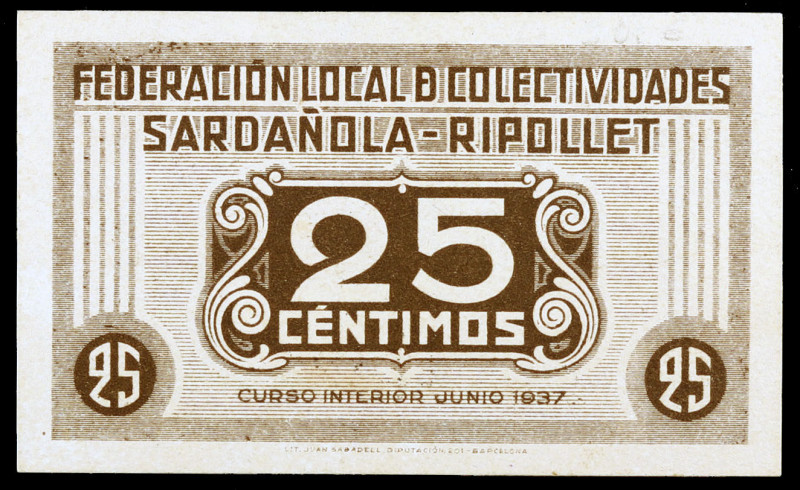 FEDERACIÓN LOCAL D COLECTIVIDADES
SARDAÑOLA-RIPOLLET
25
CÉNTIMOS
25
25
CURSO INTERIOR JUNIO 1937.-
LIT. JUAN SABADELL, DIPUTACIÓN 201-BARCELONA